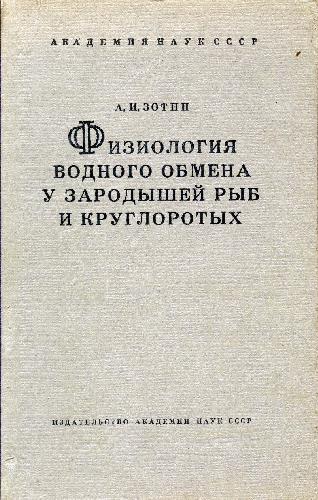 АКАДЕМИЯ НАУК СССР
А. И. ЗОТИН
ФИЗИОЛОГИЯ
ВОДНОГО ОБМЕНА
У ЗАРОДЫШЕЙ РЫБ
И КРУГЛОРОТЫХ
ИЗДАТЕЛЬСТВО АКАДЕМИИ НАУК СССР